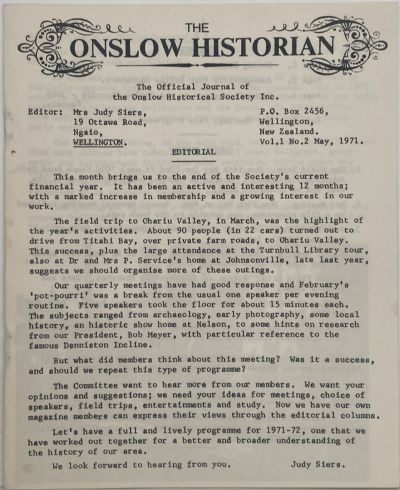 THE
ONSLOW HISTORIAN
The Official Journal of
the Onslow Historical Society Inc.
Editor: Mrs Judy Siers, P.O. Box 2456,
19 Ottawa Road, Wellington,
Ngaio, New Zealand.
WELLINGTON. Vol.1 No.2 May, 1971.
EDITORIAL
This month brings us to the end of the Society's current
financial year. It has been an active and interesting 12 months;
with a marked increase in membership and a growing interest in our
work.
The field trip to Ohariu Valley, in March, was the highlight of
the year's activities. About 90 people (in 22 cars) turned out to
drive from Titahi Bay, over private farm roads, to Ohariu Valley.
This success, plus the large attendance at the Turnbull Library tour,
also at Dr and Mrs P. Service's home at Johnsonville, late last year,
suggests we should organise more of these outings.
Our quarterly meetings have had good response and February's
'pot-pourri' was a break from the usual one speaker per evening
routine. Five speakers took the floor for about 15 minutes each.
The subjects ranged from archaeology, early photography, some local
history, an historic show home at Nelson, to some hints on research
from our President, Bob Meyer, with particular reference to the
famous Denniston Incline.
But what did members think about this meeting? Was it a success,
and should we repeat this type of programme?
The Committee want to hear more from our members. We want your
opinions and suggestions; we need your ideas for meetings, choice of
speakers, field trips, entertainments and study. Now we have our own
magazine members can express their views through the editorial columns.
Let's have a full and lively programme for 1971-72, one that we
have worked out together for a better and broader understanding of
the history of our area.
We look forward to hearing from you. Judy Siers.